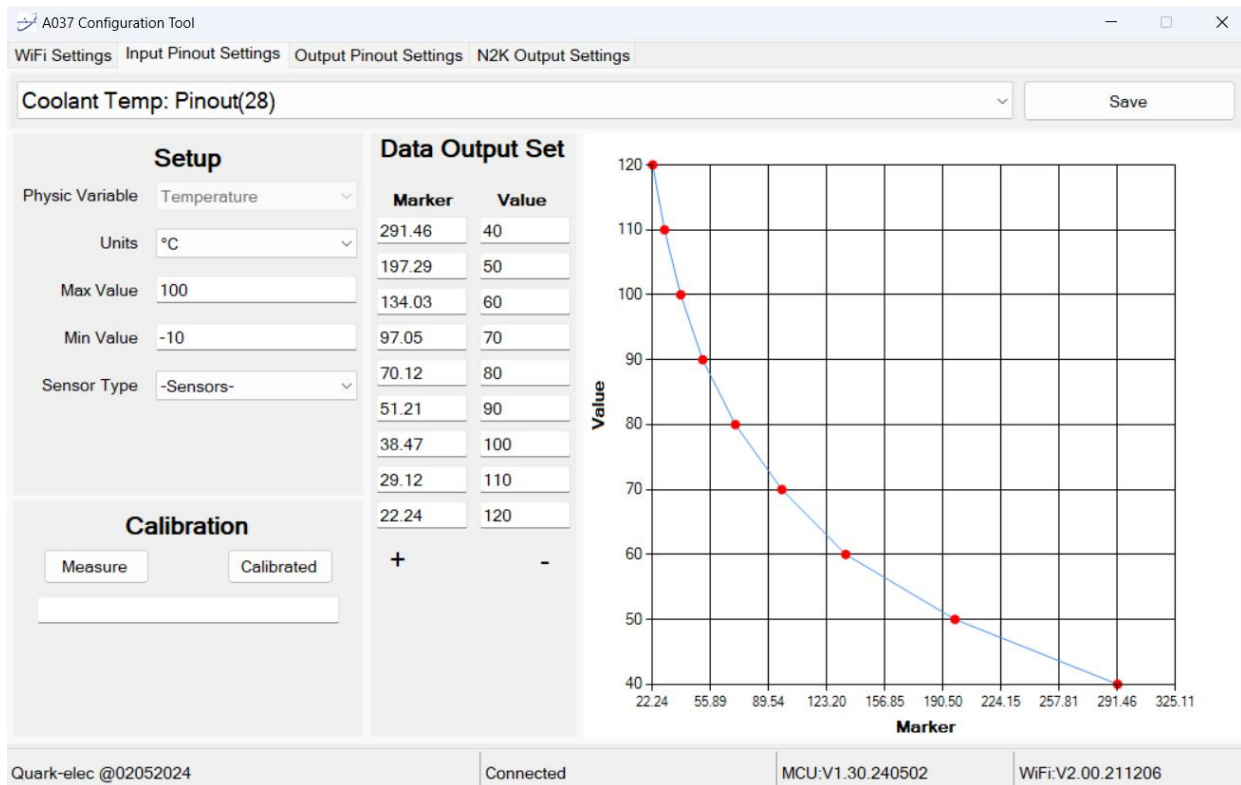 A037 Configuration Tool
WiFi Settings Input Pinout Settings Output Pinout Settings N2K Output Settings
Coolant Temp: Pinout(28)
Save
Setup
Physic Variable Temperature
Units °C
Max Value 100
Min Value -10
Sensor Type -Sensors-
Calibration
Measure Calibrated
Data Output Set
Marker Value
291.46 40
197.29 50
134.03 60
97.05 70
70.12 80
51.21 90
38.47 100
29.12 110
22.24 120
+ -
120
110
100
90
80
70
60
50
40
Value
22.24 55.89 89.54 123.20 156.85 190.50 224.15 257.81 291.46 325.11
Marker
Quark-elec @02052024 Connected MCU:V1.30.240502 WiFi:V2.00.211206